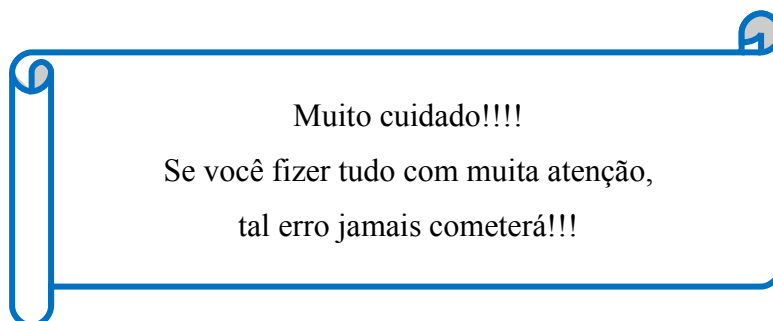 Muito cuidado!!!!
Se você fizer tudo com muita atenção,
tal erro jamais cometerá!!!